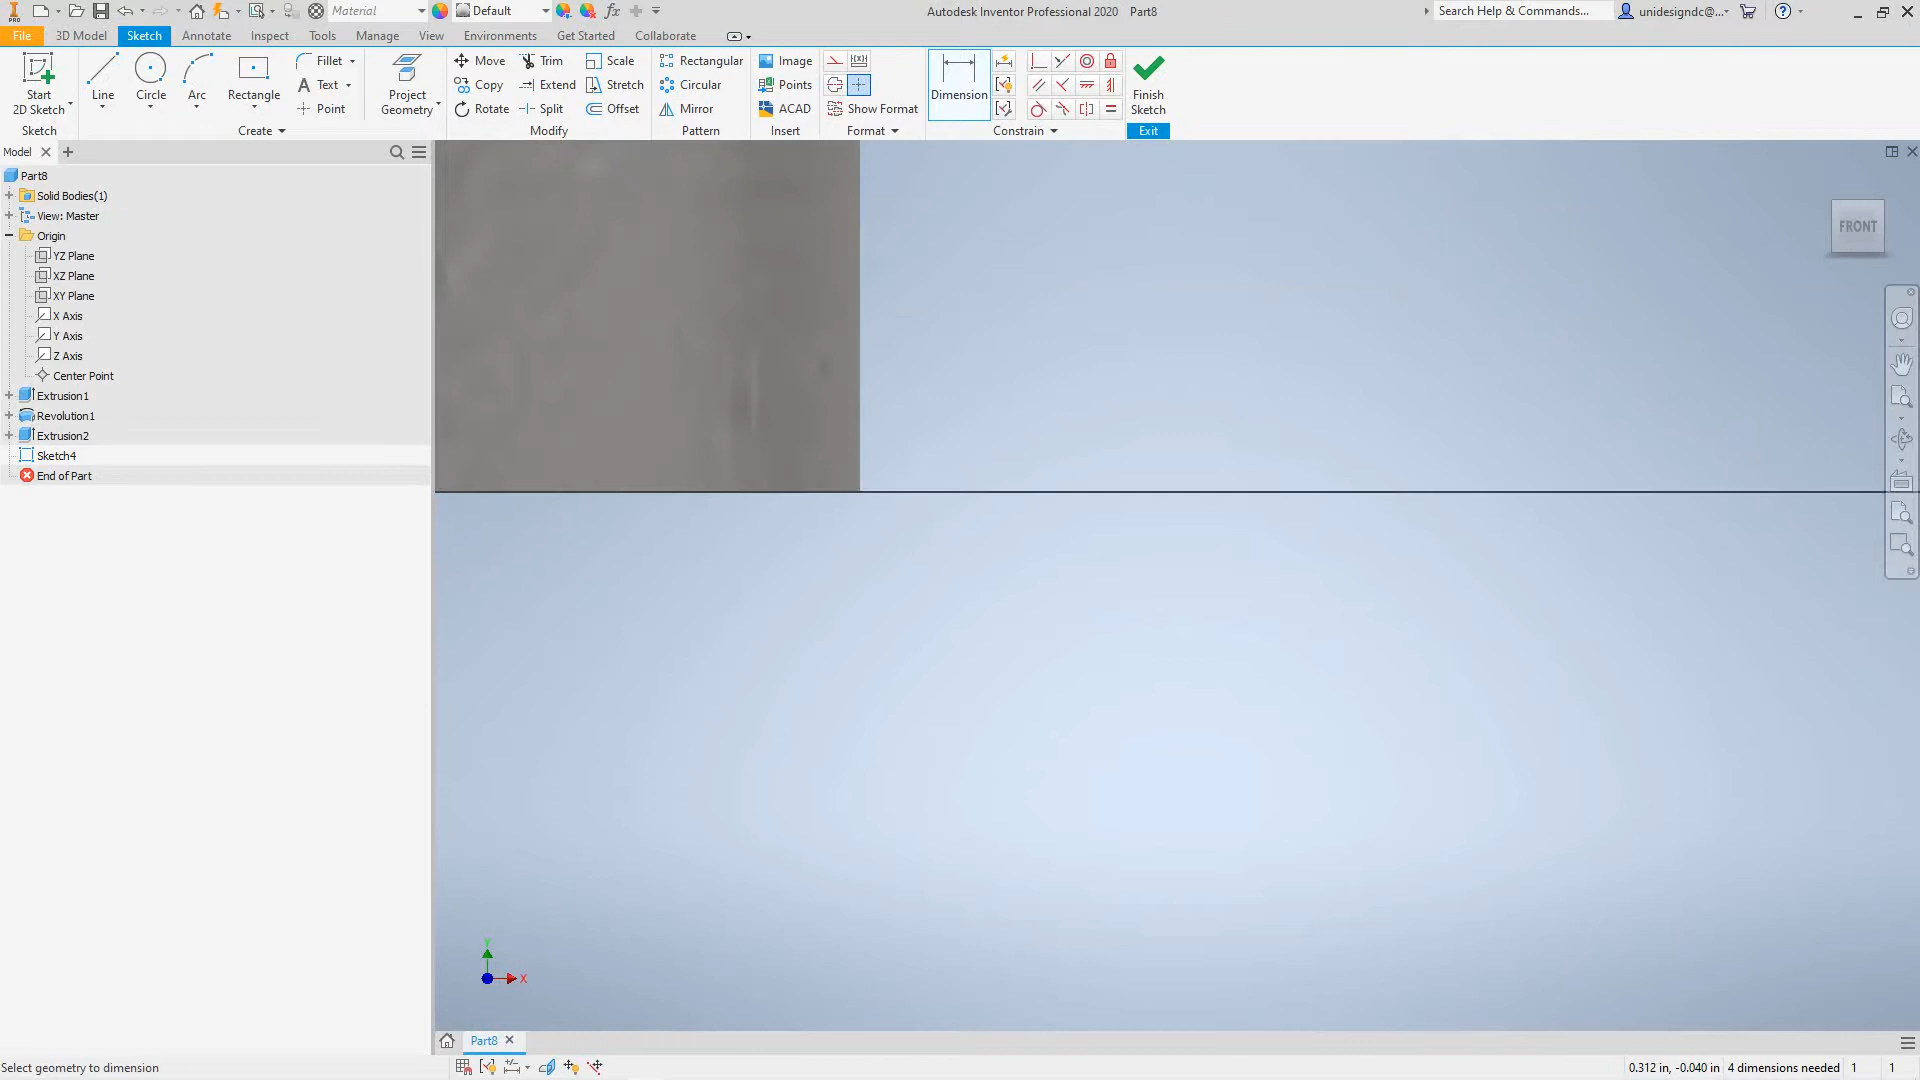 Material Default Autodesk Inventor Professional 2020 Part8 Search Help & Commands... unidesigndc@...
PRO
File 3D Model Sketch Annotate Inspect Tools Manage View Environments Get Started Collaborate
Start
2D Sketch
Sketch
Line
Circle
Arc
Rectangle
Fillet
Text
Point
Create
Project
Geometry
Move Trim Scale
Copy Extend Stretch
Rotate Split Offset
Modify
Rectangular
Circular
Mirror
Pattern
Image
Points
ACAD
Insert
Show Format
Format
Dimension
Constrain
Finish
Sketch
Exit
Model
Part8
Solid Bodies(1)
View: Master
Origin
YZ Plane
XZ Plane
XY Plane
X Axis
Y Axis
Z Axis
Center Point
Extrusion1
Revolution1
Extrusion2
Sketch4
End of Part
FRONT
Y
X
Part8
Select geometry to dimension
0.312 in, -0.040 in 4 dimensions needed 1 1